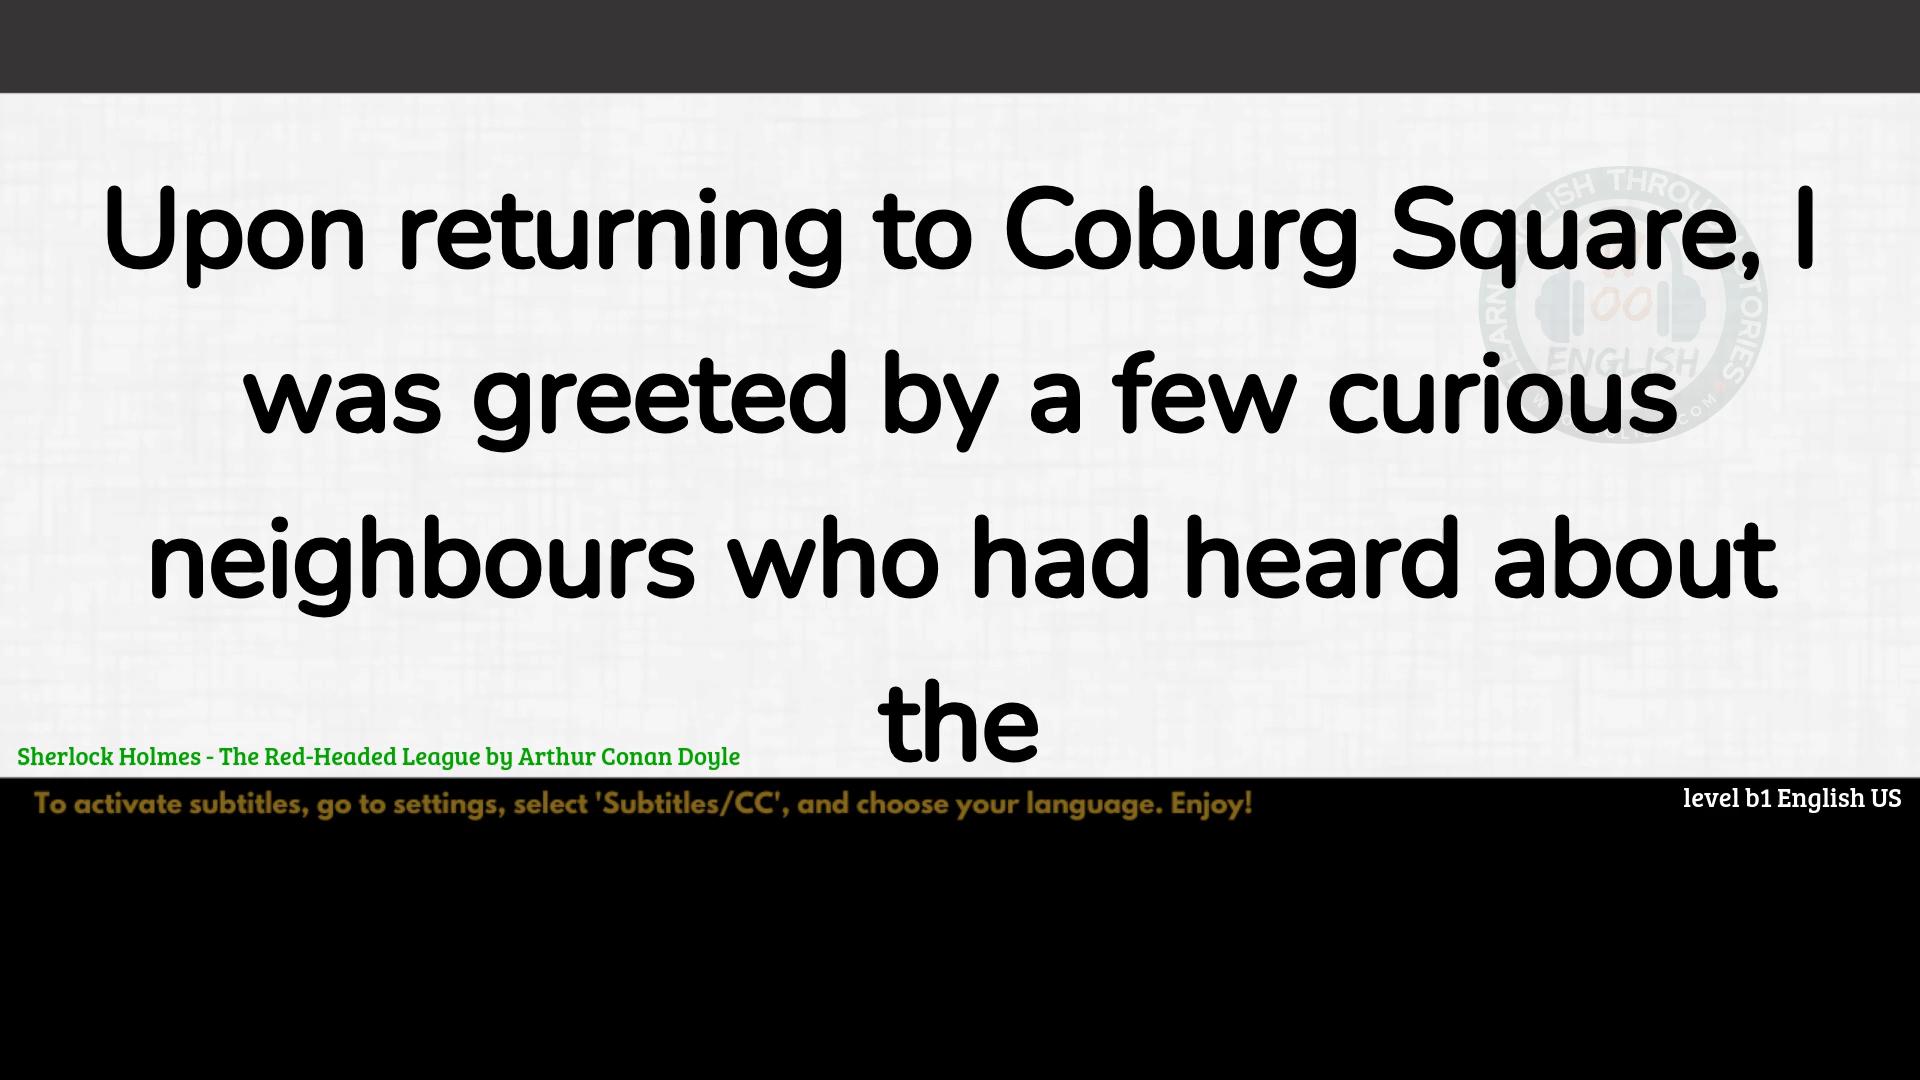 Upon returning to Coburg Square, I
was greeted by a few curious
neighbours who had heard about
the
Sherlock Holmes - The Red-Headed League by Arthur Conan Doyle
To activate subtitles, go to settings, select 'Subtitles/CC', and choose your language. Enjoy!
level b1 English US
ENGLISH